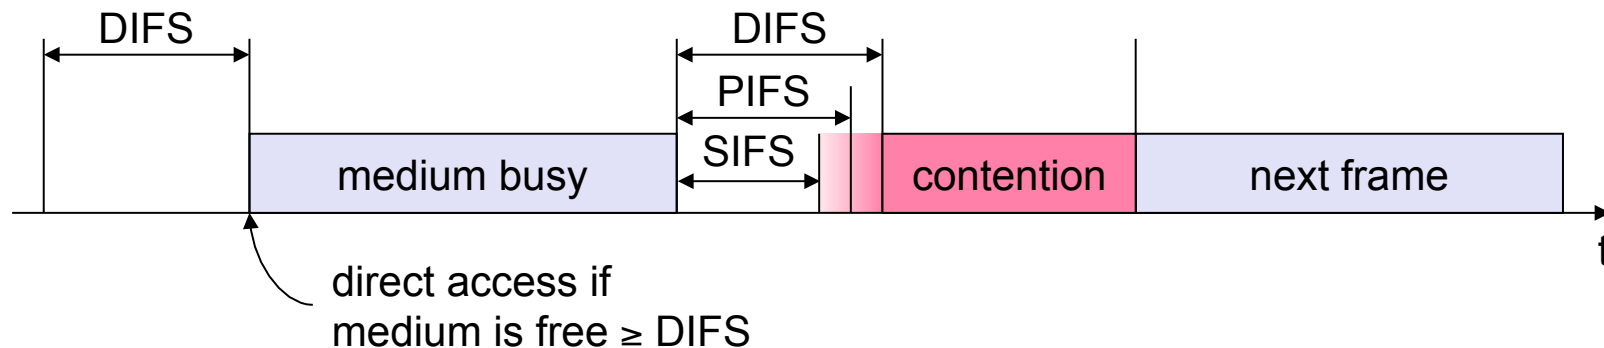 DIFS
DIFS
PIFS
SIFS
medium busy
contention
next frame
t
direct access if
medium is free ≥ DIFS